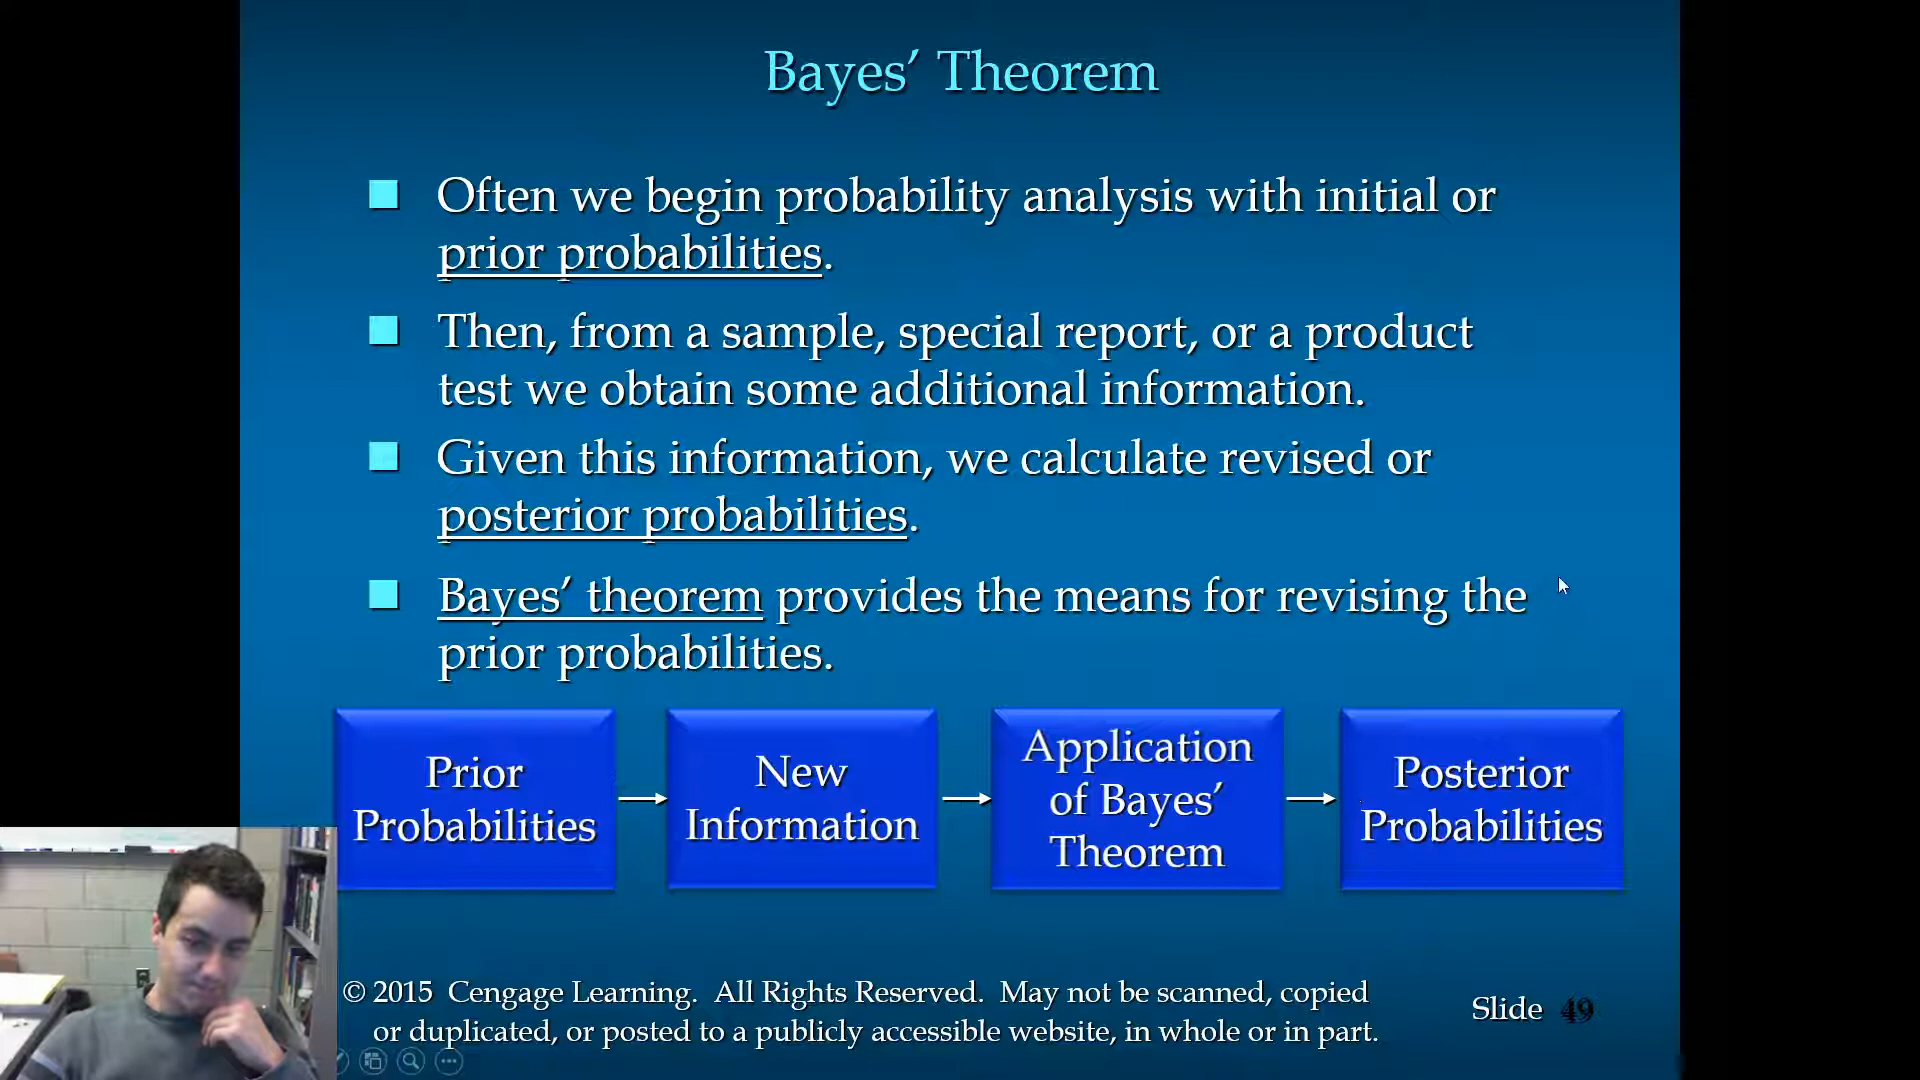 Bayes’ Theorem
Often we begin probability analysis with initial or
prior probabilities.
Then, from a sample, special report, or a product
test we obtain some additional information.
Given this information, we calculate revised or
posterior probabilities.
Bayes’ theorem provides the means for revising the
prior probabilities.
Prior
Probabilities
New
Information
Application
of Bayes’
Theorem
Posterior
Probabilities
© 2015  Cengage Learning.  All Rights Reserved.  May not be scanned, copied
or duplicated, or posted to a publicly accessible website, in whole or in part.
Slide 49